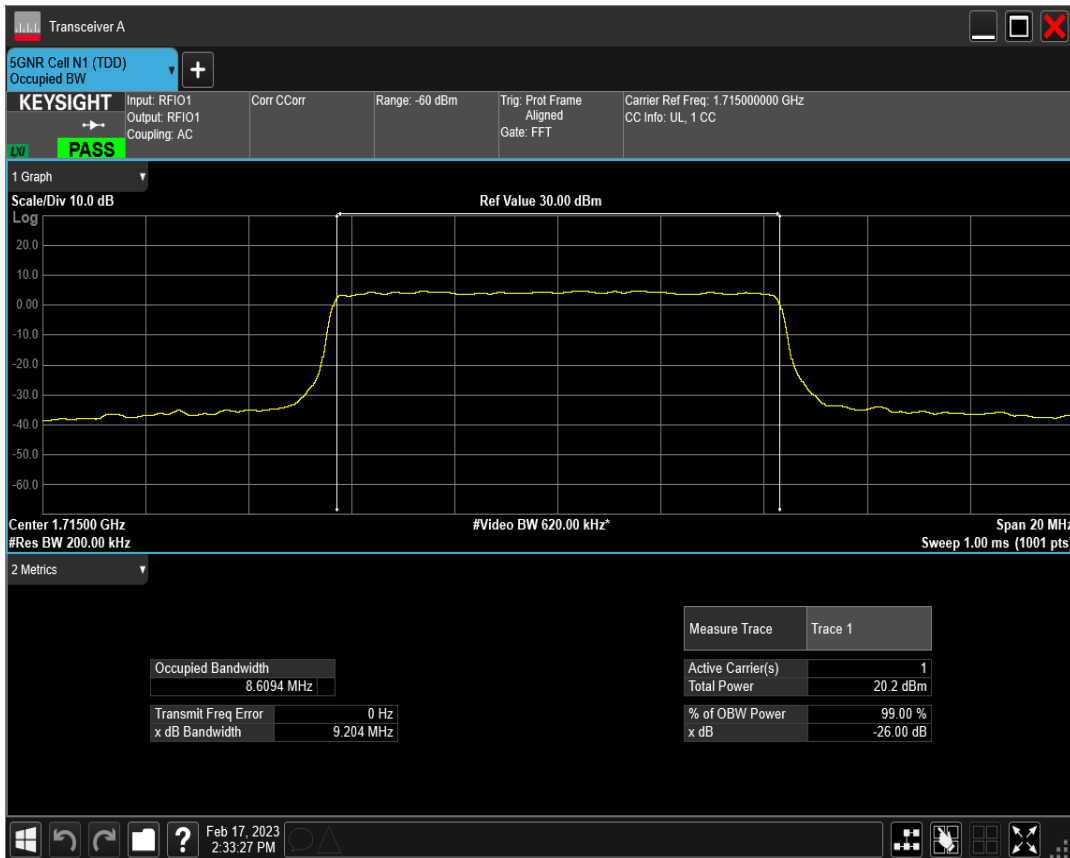 Transceiver A
5GNR Cell N1 (TDD)
Occupied BW
+
KEYSIGHT
LXI
PASS
Input: RFIO1
Output: RFIO1
Coupling: AC
Corr CCorr
Range: -60 dBm
Trig: Prot Frame
Aligned
Gate: FFT
Carrier Ref Freq: 1.715000000 GHz
CC Info: UL, 1 CC
1 Graph
Scale/Div 10.0 dB
Ref Value 30.00 dBm
Log
20.0
10.0
0.00
-10.0
-20.0
-30.0
-40.0
-50.0
-60.0
Center 1.71500 GHz
#Video BW 620.00 kHz*
Span 20 MHz
#Res BW 200.00 kHz
Sweep 1.00 ms (1001 pts)
2 Metrics
Measure Trace Trace 1
Occupied Bandwidth
8.6094 MHz
Transmit Freq Error 0 Hz
x dB Bandwidth 9.204 MHz
Active Carrier(s) 1
Total Power 20.2 dBm
% of OBW Power 99.00 %
x dB -26.00 dB
?
Feb 17, 2023
2:33:27 PM